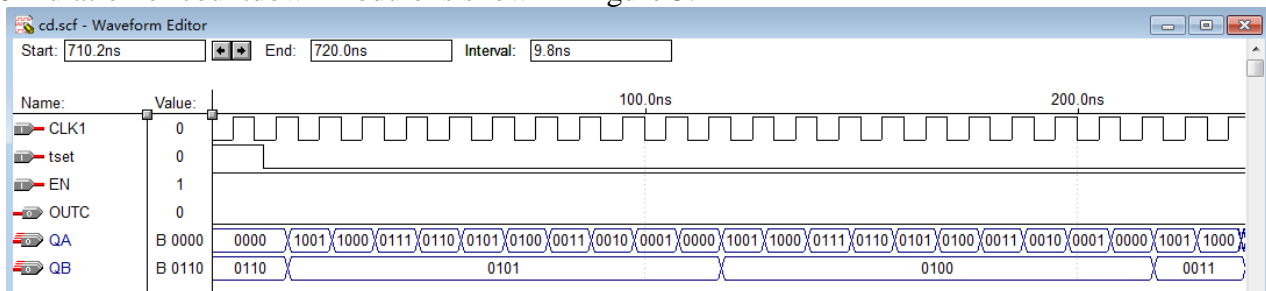 cd.scf - Waveform Editor
Start: 710.2ns End: 720.0ns Interval: 9.8ns
Name: Value: 100.0ns 200.0ns
CLK1 0
tset 0
EN 1
OUTC 0
QA B 0000 0000 1001 1000 0111 0110 0101 0100 0011 0010 0001 0000 1001 1000 0111 0110 0101 0100 0011 0010 0001 0000 1001 1000
QB B 0110 0110 0101 0100 0011